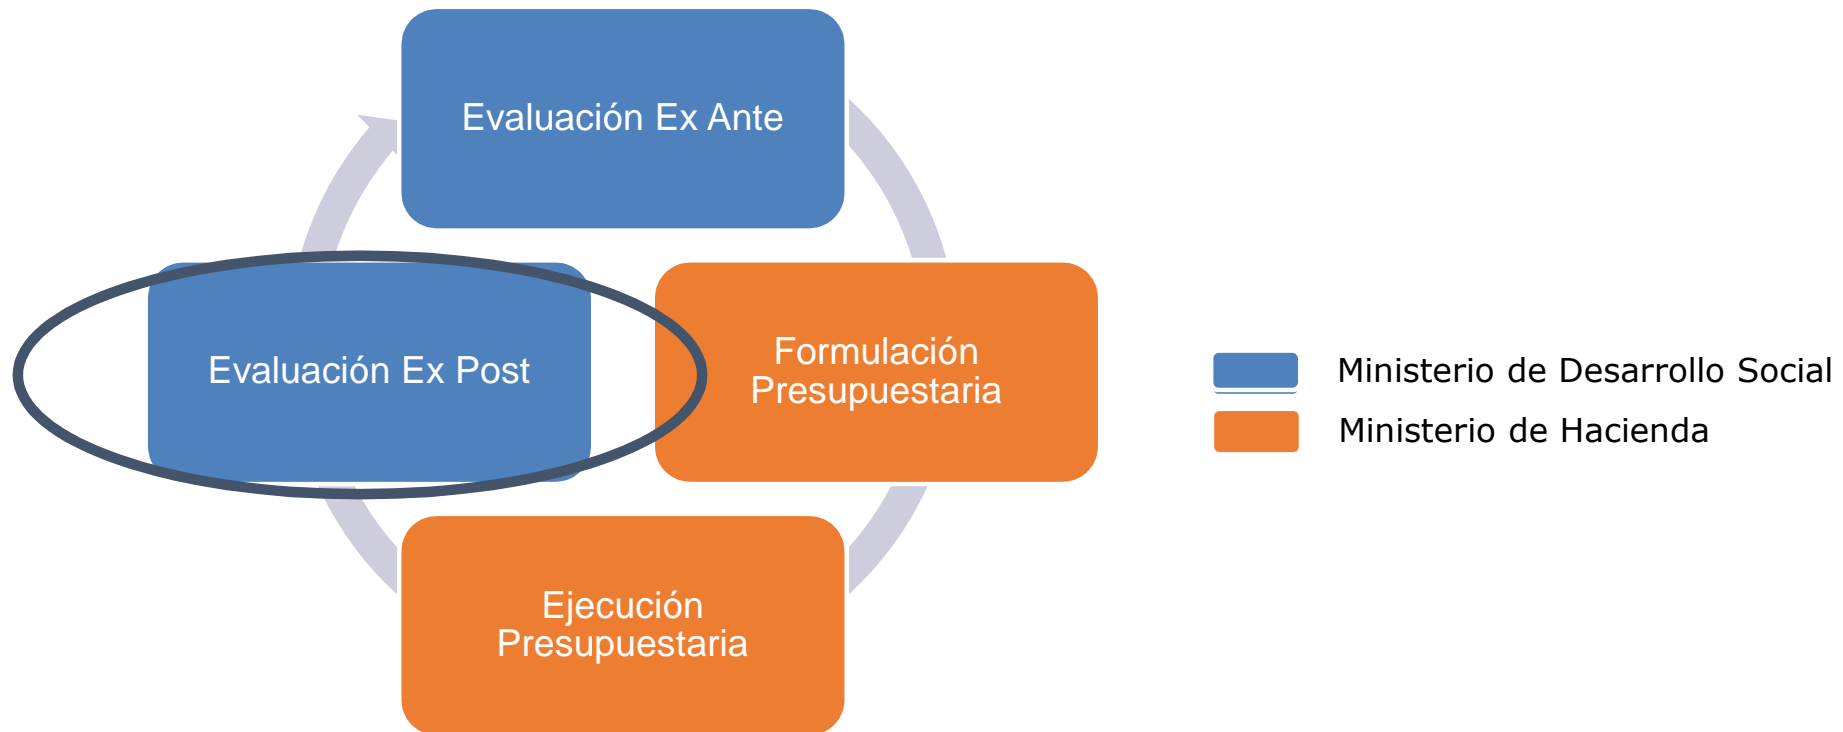 Evaluación Ex Ante
Evaluación Ex Post
Formulación
Presupuestaria
Ejecución
Presupuestaria
Ministerio de Desarrollo Social
Ministerio de Hacienda